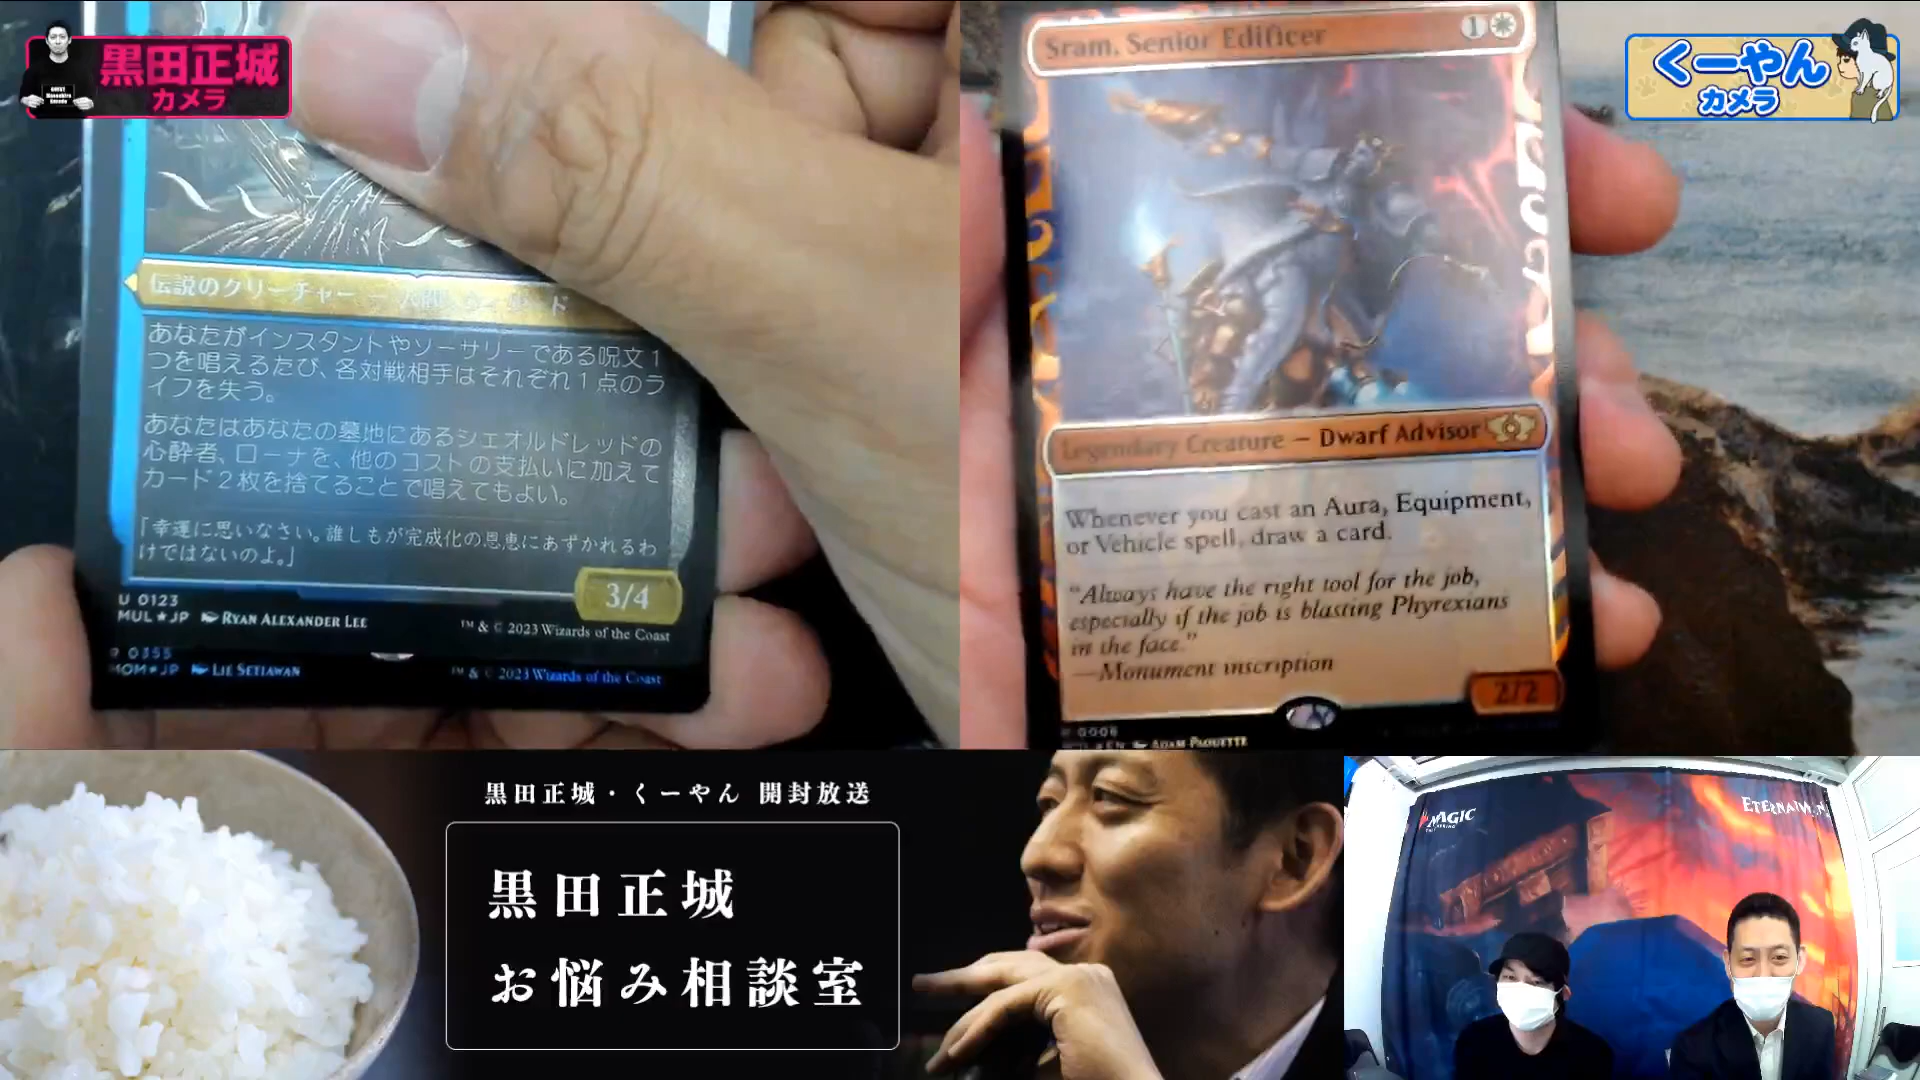 黒田正城
カメラ
GUEST
伝説のクリーチャー —
ド
あなたがインスタントやソーサリーである呪文1
つを唱えるたび、各対戦相手はそれぞれ1点のラ
イフを失う。
あなたはあなたの墓地にあるシェオルドレッドの
心酔者、ローナを、他のコストの支払いに加えて
カード2枚を捨てることで唱えてもよい。
「幸運に思いなさい。誰しもが完成化の恩恵にあずかれるわ
けではないのよ。」
3/4
U 0123
MUL★JP RYAN ALEXANDER LEE
™ & © 2023 Wizards of the Coast
R 0355
MOM★JP LIE SETIAWAN
™ & © 2023 Wizards of the Coast
Sram, Senior Edificer
1
Legendary Creature — Dwarf Advisor
Whenever you cast an Aura, Equipment,
or Vehicle spell, draw a card.
"Always have the right tool for the job,
especially if the job is blasting Phyrexians
in the face."
—Monument inscription
2/2
0006
ADAM PAQUETTE
くーやん
カメラ
黒田正城・くーやん 開封放送
黒田正城
お悩み相談室
MAGIC